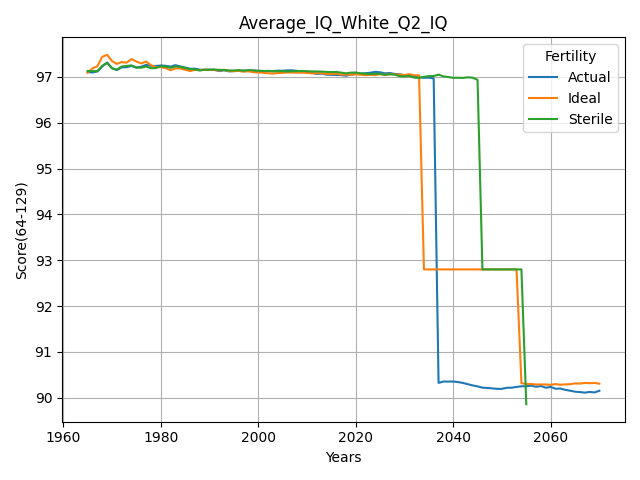 Average_IQ_White_Q2_IQ
Fertility
Actual
Ideal
Sterile
Score(64-129)
97
96
95
94
93
92
91
90
1960
1980
2000
2020
2040
2060
Years